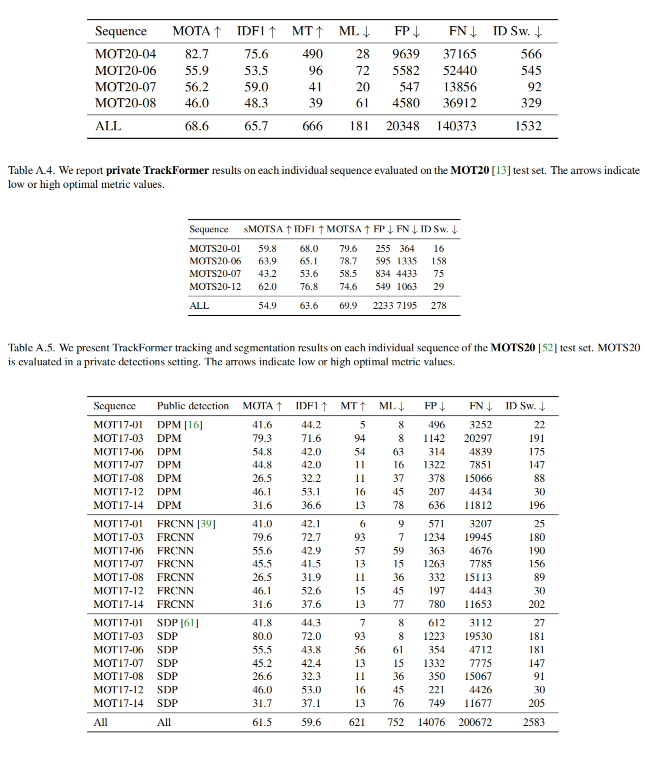 Sequence MOTA ↑ IDF1 ↑ MT ↑ ML ↓ FP ↓ FN ↓ ID Sw. ↓
MOT20-04 82.7 75.6 490 28 9639 37165 566
MOT20-06 55.9 53.5 96 72 5582 52440 545
MOT20-07 56.2 59.0 41 20 547 13856 92
MOT20-08 46.0 48.3 39 61 4580 36912 329
ALL 68.6 65.7 666 181 20348 140373 1532
Table A.4. We report private TrackFormer results on each individual sequence evaluated on the MOT20 [13] test set. The arrows indicate
low or high optimal metric values.
Sequence sMOTSA ↑ IDF1 ↑ MOTSA ↑ FP ↓ FN ↓ ID Sw. ↓
MOTS20-01 59.8 68.0 79.6 255 364 16
MOTS20-06 63.9 65.1 78.7 595 1335 158
MOTS20-07 43.2 53.6 58.5 834 4433 75
MOTS20-12 62.0 76.8 74.6 549 1063 29
ALL 54.9 63.6 69.9 2233 7195 278
Table A.5. We present TrackFormer tracking and segmentation results on each individual sequence of the MOTS20 [52] test set. MOTS20
is evaluated in a private detections setting. The arrows indicate low or high optimal metric values.
Sequence Public detection MOTA ↑ IDF1 ↑ MT ↑ ML ↓ FP ↓ FN ↓ ID Sw. ↓
MOT17-01 DPM [16] 41.6 44.2 5 8 496 3252 22
MOT17-03 DPM 79.3 71.6 94 8 1142 20297 191
MOT17-06 DPM 54.8 42.0 54 63 314 4839 175
MOT17-07 DPM 44.8 42.0 11 16 1322 7851 147
MOT17-08 DPM 26.5 32.2 11 37 378 15066 88
MOT17-12 DPM 46.1 53.1 16 45 207 4434 30
MOT17-14 DPM 31.6 36.6 13 78 636 11812 196
MOT17-01 FRCNN [39] 41.0 42.1 6 9 571 3207 25
MOT17-03 FRCNN 79.6 72.7 93 7 1234 19945 180
MOT17-06 FRCNN 55.6 42.9 57 59 363 4676 190
MOT17-07 FRCNN 45.5 41.5 13 15 1263 7785 156
MOT17-08 FRCNN 26.5 31.9 11 36 332 15113 89
MOT17-12 FRCNN 46.1 52.6 15 45 197 4443 30
MOT17-14 FRCNN 31.6 37.6 13 77 780 11653 202
MOT17-01 SDP [61] 41.8 44.3 7 8 612 3112 27
MOT17-03 SDP 80.0 72.0 93 8 1223 19530 181
MOT17-06 SDP 55.5 43.8 56 61 354 4712 181
MOT17-07 SDP 45.2 42.4 13 15 1332 7775 147
MOT17-08 SDP 26.6 32.3 11 36 350 15067 91
MOT17-12 SDP 46.0 53.0 16 45 221 4426 30
MOT17-14 SDP 31.7 37.1 13 76 749 11677 205
All All 61.5 59.6 621 752 14076 200672 2583